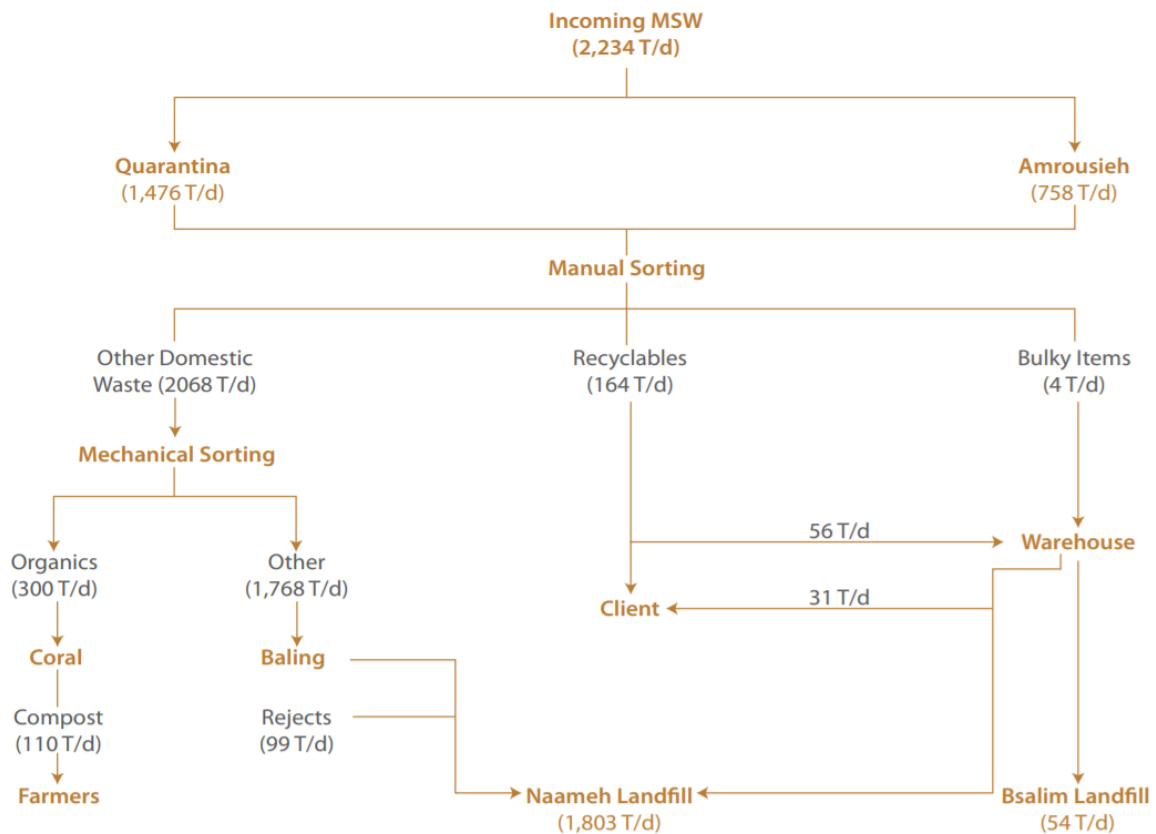 Incoming MSW
(2,234 T/d)
Quarantina
(1,476 T/d)
Amrousieh
(758 T/d)
Manual Sorting
Other Domestic
Waste (2068 T/d)
Recyclables
(164 T/d)
Bulky Items
(4 T/d)
Mechanical Sorting
Organics
(300 T/d)
Other
(1,768 T/d)
56 T/d
Warehouse
Client
31 T/d
Coral
Baling
Compost
(110 T/d)
Rejects
(99 T/d)
Farmers
Naameh Landfill
(1,803 T/d)
Bsalim Landfill
(54 T/d)